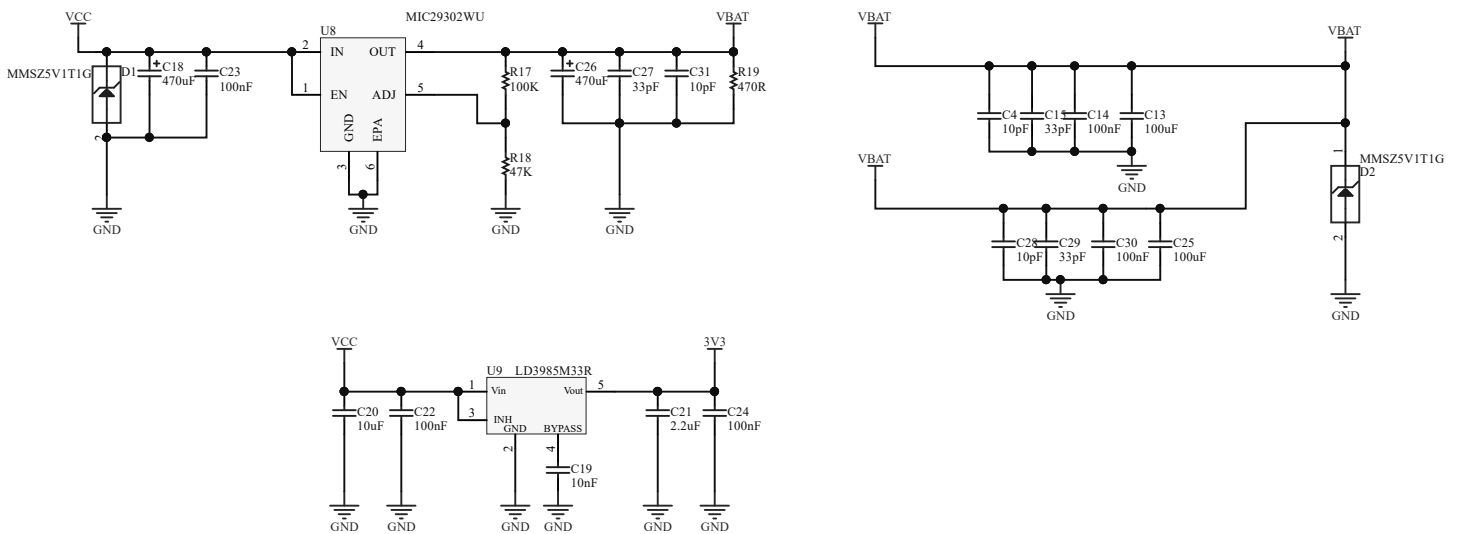 VCC
U8
MIC29302WU
VBAT
2
IN
OUT
4
MMSZ5V1T1G
D1
C18
470uF
C23
100nF
1
EN
ADJ
5
GND
EPA
3
6
2
R17
100K
R18
47K
C26
470uF
C27
33pF
C31
10pF
R19
470R
GND
GND
GND
GND
VBAT
VBAT
C4
10pF
C15
33pF
C14
100nF
C13
100uF
GND
VBAT
1
MMSZ5V1T1G
D2
2
C28
10pF
C29
33pF
C30
100nF
C25
100uF
GND
GND
VCC
U9
LD3985M33R
3V3
1
Vin
Vout
5
3
INH
GND
BYPASS
2
4
C20
10uF
C22
100nF
C21
2.2uF
C24
100nF
C19
10nF
GND
GND
GND
GND
GND
GND